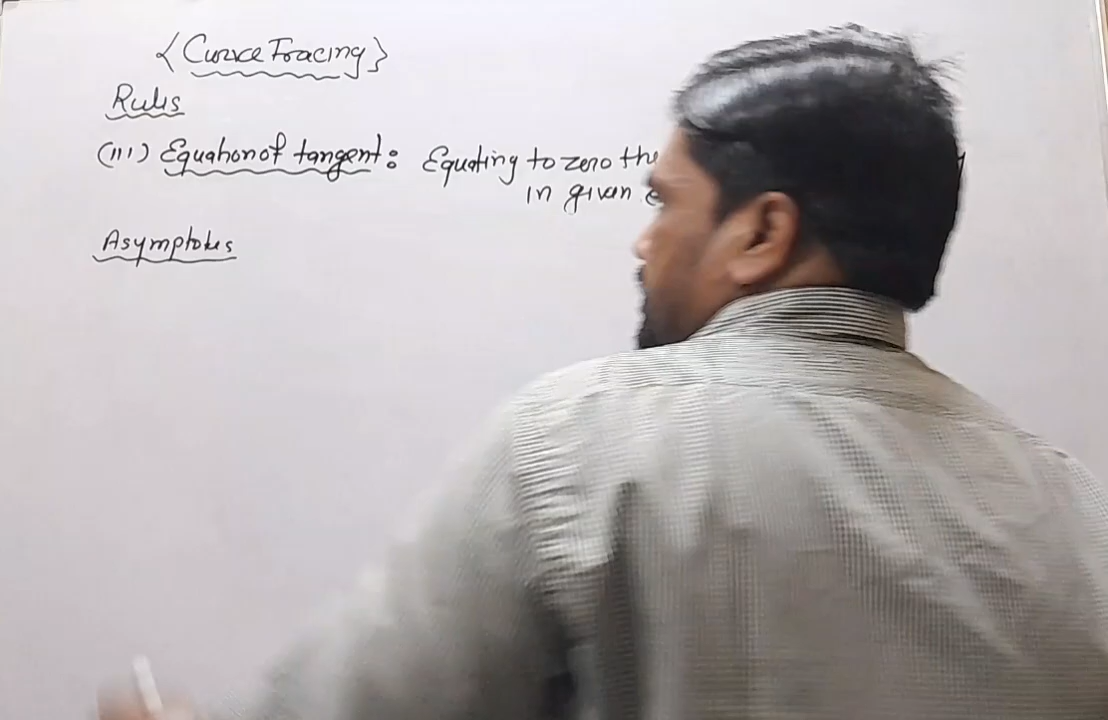 {Curve Tracing}
Rules
(III) Equation of tangent: Equating to zero the
in given
Asymptotes